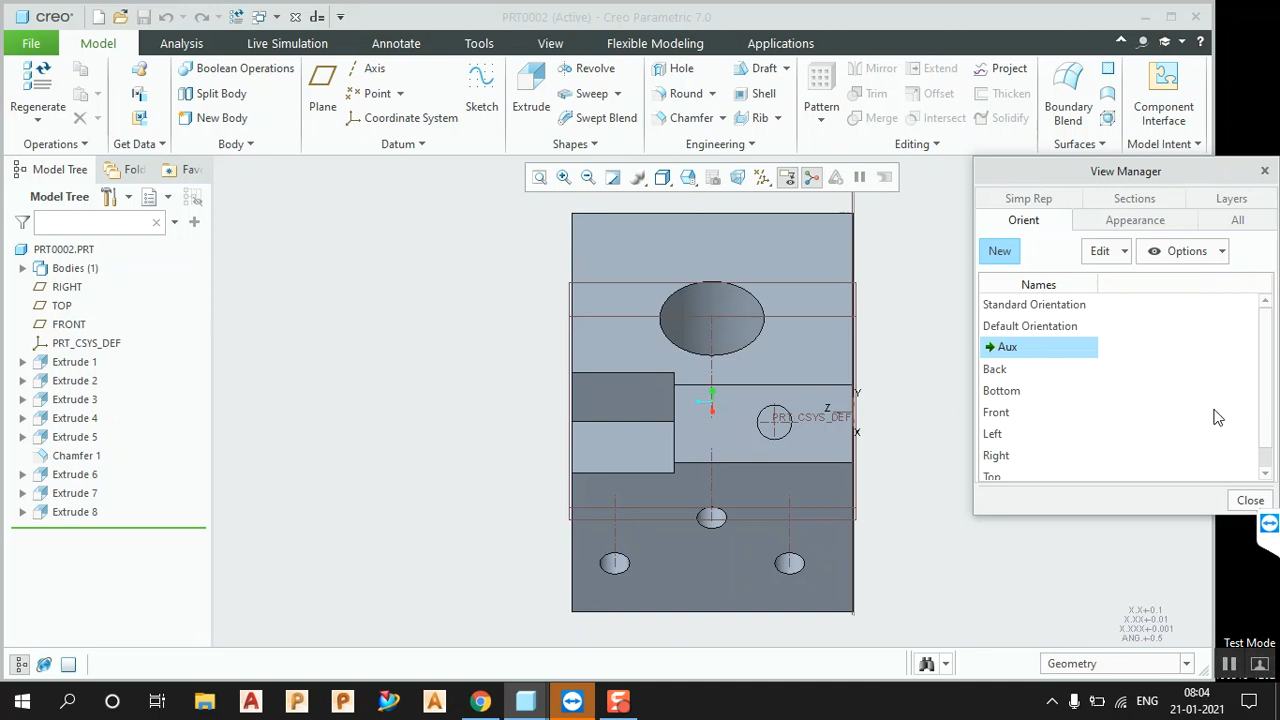 creo° PRT0002 (Active) - Creo Parametric 7.0
File Model Analysis Live Simulation Annotate Tools View Flexible Modeling Applications
Regenerate
Operations
Get Data
Boolean Operations
Split Body
New Body
Body
Plane
Axis
Point
Coordinate System
Sketch
Datum
Extrude
Revolve
Sweep
Swept Blend
Shapes
Hole
Round
Chamfer
Draft
Shell
Rib
Engineering
Pattern
Mirror Extend Project
Trim Offset Thicken
Merge Intersect Solidify
Editing
Boundary
Blend
Surfaces
Component
Interface
Model Intent
Model Tree Fold Fav
Model Tree
PRT0002.PRT
Bodies (1)
RIGHT
TOP
FRONT
PRT_CSYS_DEF
Extrude 1
Extrude 2
Extrude 3
Extrude 4
Extrude 5
Chamfer 1
Extrude 6
Extrude 7
Extrude 8
Y
Z
PRT_CSYS_DEF
X
View Manager
Simp Rep Sections Layers
Orient Appearance All
New Edit Options
Names
Standard Orientation
Default Orientation
Aux
Back
Bottom
Front
Left
Right
Top
Close
X.X+-0.1
X.XX+-0.01
X.XXX+-0.001
ANG.+-0.5
Test Mode
Geometry
ENG
08:04
21-01-2021